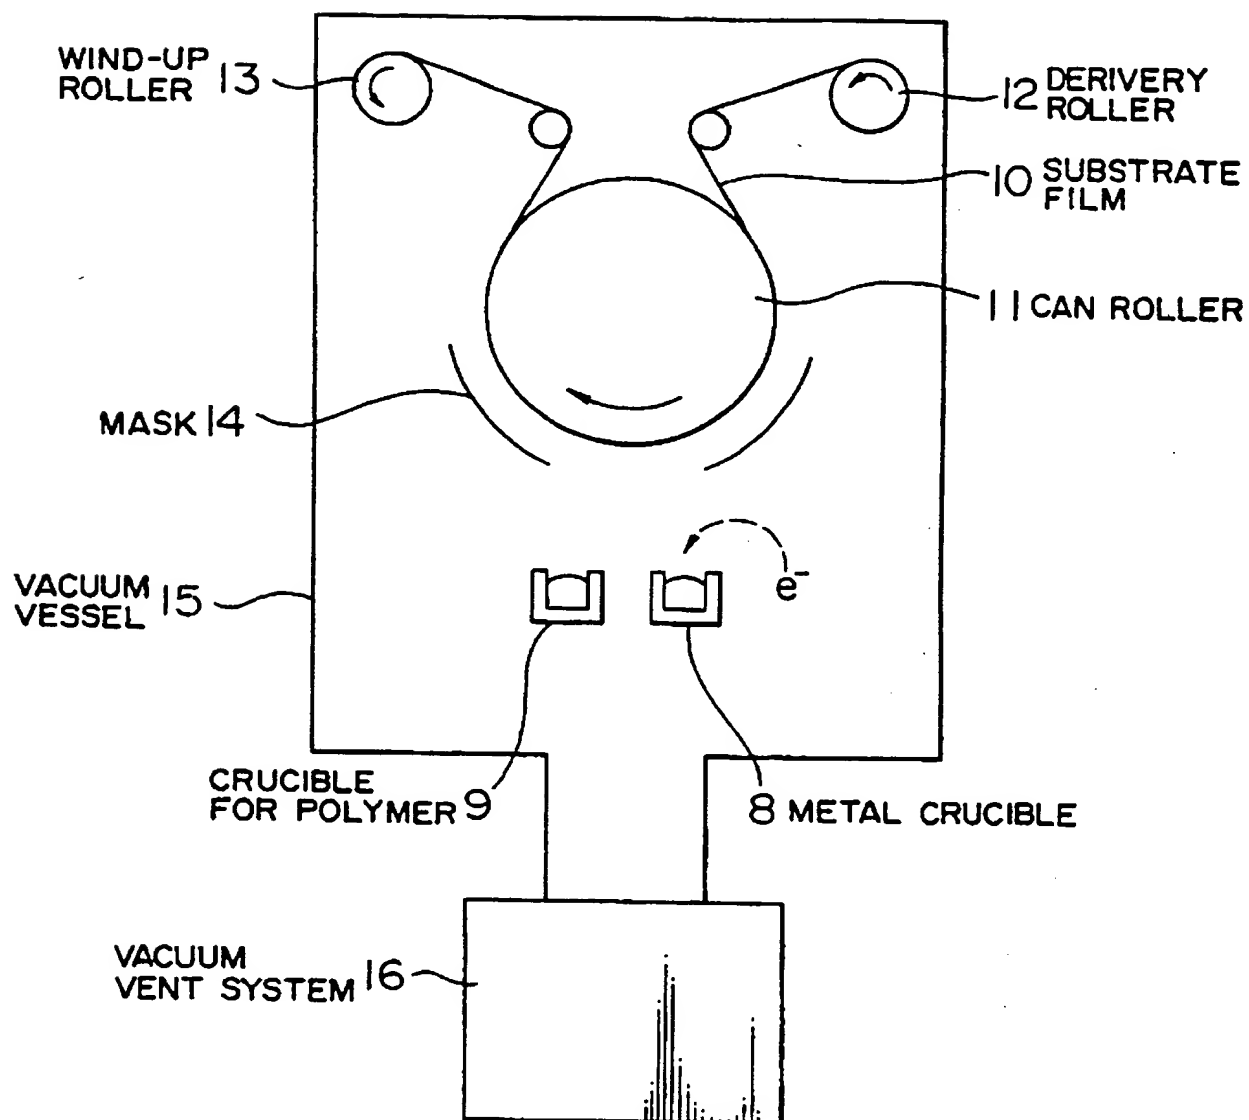 WIND-UP
ROLLER 13
12 DERIVERY
ROLLER
10 SUBSTRATE
FILM
11 CAN ROLLER
MASK 14
e-
VACUUM
VESSEL 15
CRUCIBLE
FOR POLYMER 9
8 METAL CRUCIBLE
VACUUM
VENT SYSTEM 16